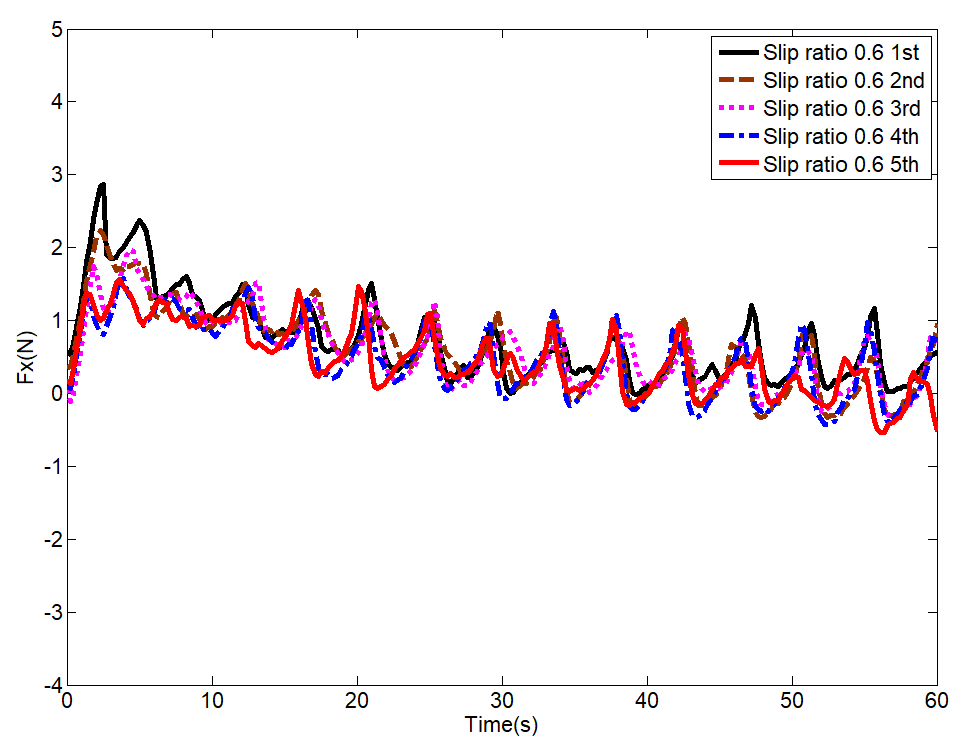 5
4
3
2
1
0
-1
-2
-3
-4
Fx(N)
0
10
20
30
40
50
60
Time(s)
Slip ratio 0.6 1st
Slip ratio 0.6 2nd
Slip ratio 0.6 3rd
Slip ratio 0.6 4th
Slip ratio 0.6 5th